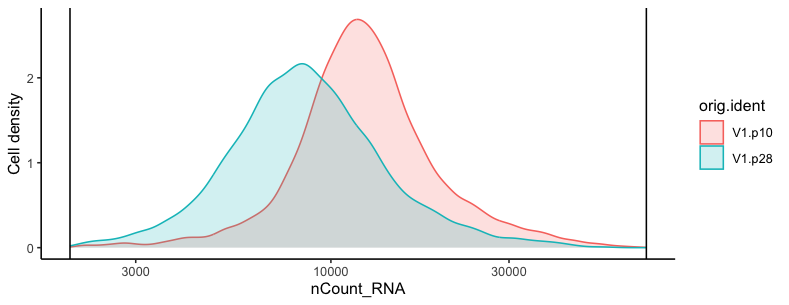 Cell density
2
1
0
3000
10000
30000
nCount_RNA
orig.ident
V1.p10
V1.p28